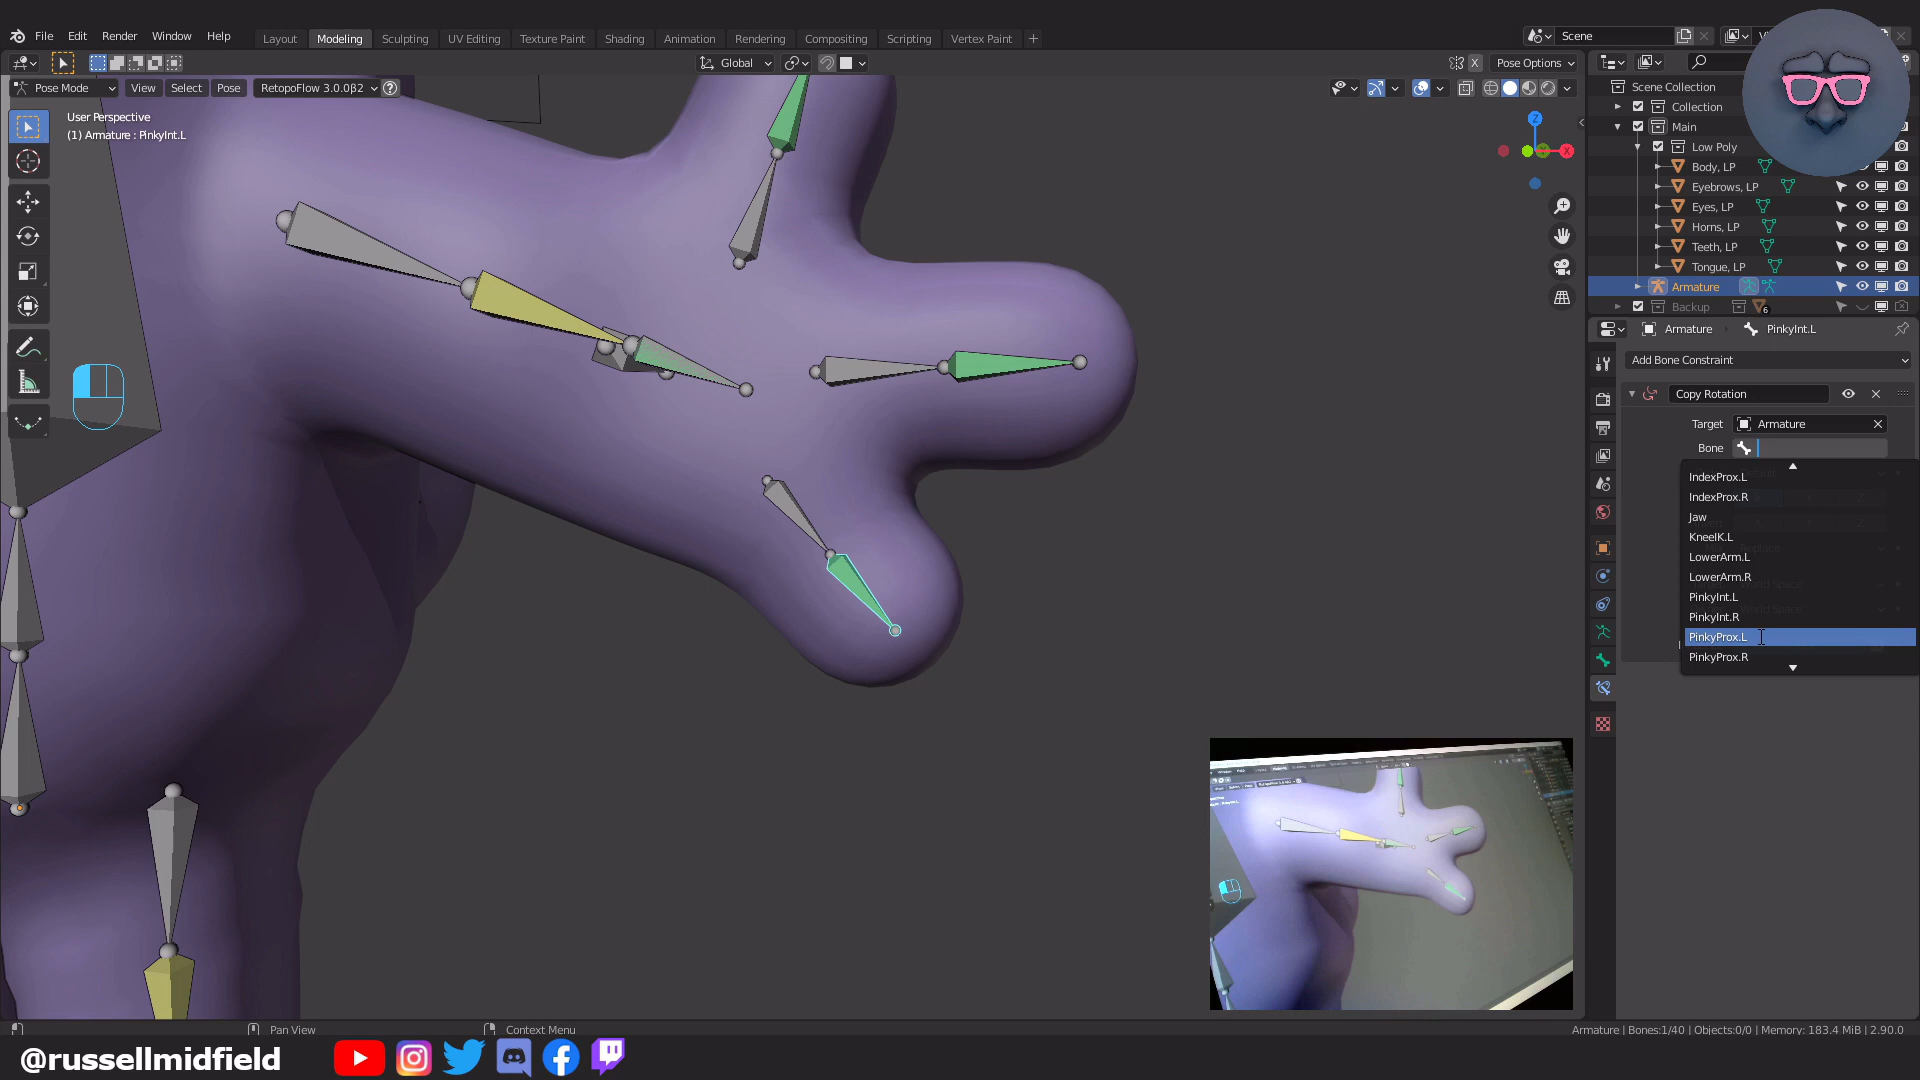 File Edit Render Window Help
Layout Modeling Sculpting UV Editing Texture Paint Shading Animation Rendering Compositing Scripting Vertex Paint +
Scene
Global
X Pose Options
Pose Mode View Select Pose RetopoFlow 3.0.0β2 ?
User Perspective
(1) Armature : PinkyInt.L
Z
X
Scene Collection
Collection
Main
Low Poly
Body, LP
Eyebrows, LP
Eyes, LP
Horns, LP
Teeth, LP
Tongue, LP
Armature
Backup
6
Armature PinkyInt.L
Add Bone Constraint
Copy Rotation
Target Armature
Bone
IndexProx.L
IndexProx.R
Jaw
KneeIK.L
LowerArm.L
LowerArm.R
PinkyInt.L
PinkyInt.R
PinkyProx.L
PinkyProx.R
Pan View
Context Menu
Armature | Bones:1/40 | Objects:0/0 | Memory: 183.4 MiB | 2.90.0
@russellmidfield